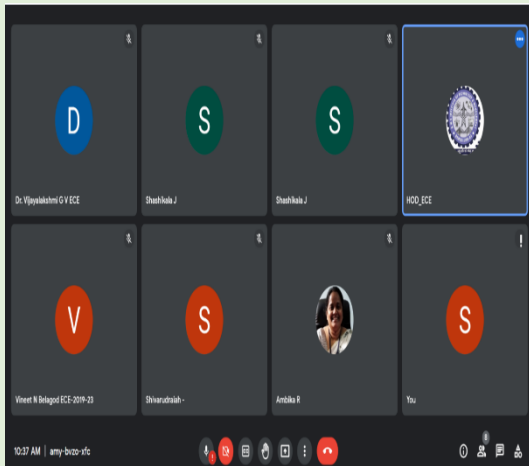 D
S
S
Dr. Vijayalakshmi G V ECE
Shashikala J
Shashikala J
HOD_ECE
V
S
S
Vineet N Belagod ECE-2019-23
Shivarudraiah -
Ambika R
You
8
10:37 AM | amy-bvzo-xfc